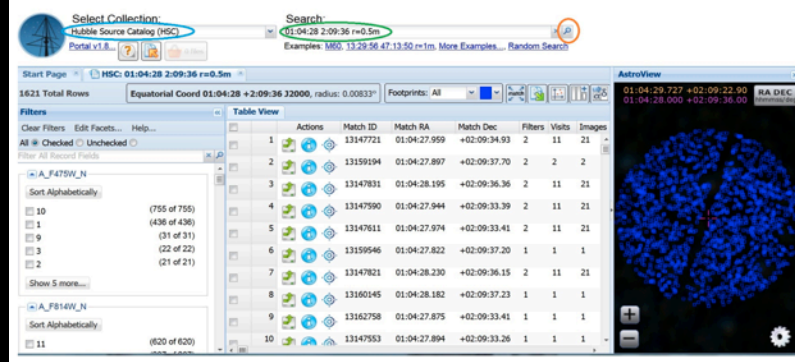 Select Collection: Search:
Hubble Source Catalog (HSC) 01:04:28 2:09:36 r=0.5m
Portal v1.8... Examples: M60, 13:29:56 47:13:50 r=1m, More Examples..., Random Search
Start Page HSC: 01:04:28 2:09:36 r=0.5m AstroView
1621 Total Rows Equatorial Coord 01:04:28 +2:09:36 J2000, radius: 0.00833° Footprints: All
01:04:29.727 +02:09:22.90 RA DEC
01:04:28.000 +02:09:36.00
Filters Table View
Clear Filters Edit Facets... Help... Actions Match ID Match RA Match Dec Filters Visits Images
All Checked Unchecked
Filter All Record Fields
1 13147721 01:04:27.959 +02:09:34.93 2 11 21
A_F475W_N
2 13159194 01:04:27.897 +02:09:37.70 2 2 2
Sort Alphabetically
3 13147831 01:04:28.195 +02:09:36.36 2 11 21
10 (755 of 755)
4 13147590 01:04:27.944 +02:09:33.39 2 11 21
1 (436 of 436)
9 (31 of 31)
5 13147611 01:04:27.974 +02:09:33.41 2 11 21
3 (22 of 22)
6 13159546 01:04:27.822 +02:09:37.20 1 1 1
2 (21 of 21)
7 13147821 01:04:28.230 +02:09:36.15 2 11 21
Show 5 more...
8 13160145 01:04:28.182 +02:09:37.23 1 1 1
A_F814W_N
9 13162758 01:04:27.875 +02:09:33.41 1 1 1
Sort Alphabetically
10 13147553 01:04:27.894 +02:09:33.26 1 1 1
11 (620 of 620)